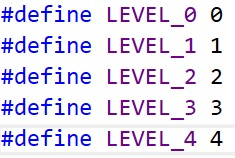 #define LEVEL_0 0
#define LEVEL_1 1
#define LEVEL_2 2
#define LEVEL_3 3
#define LEVEL_4 4